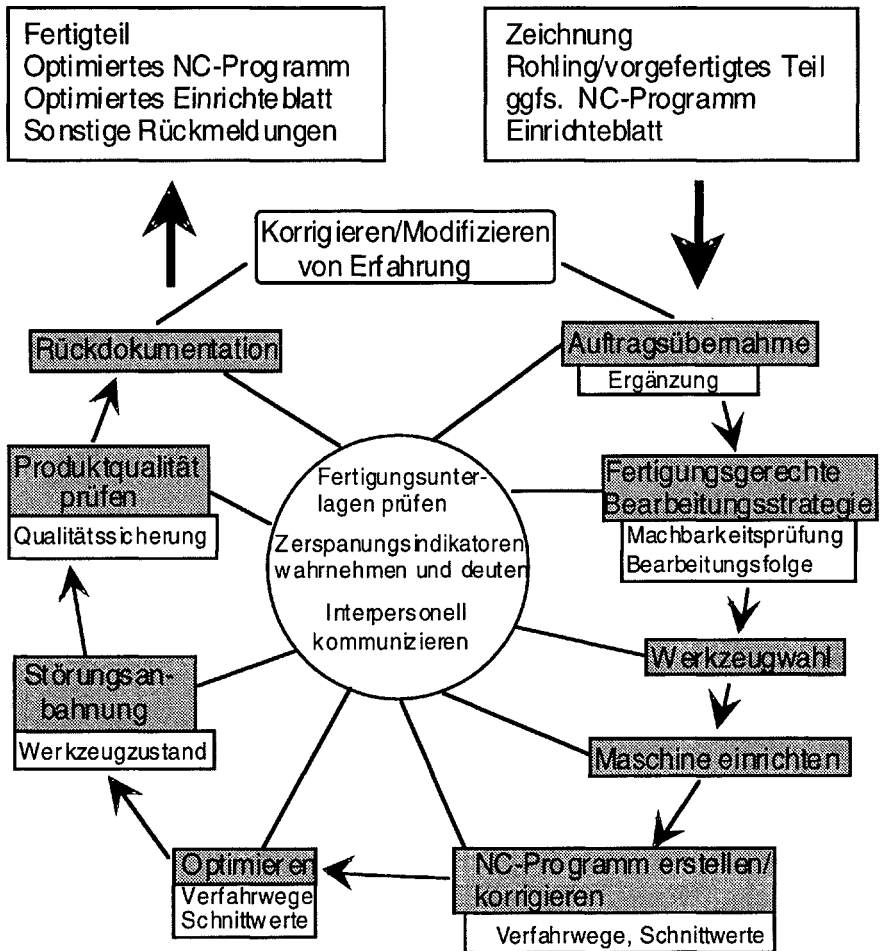 Fertigteil
Optimiertes NC-Programm
Optimiertes Einrichteblatt
Sonstige Rückmeldungen
Zeichnung
Rohling/vorgefertigtes Teil
ggfs. NC-Programm
Einrichteblatt
Korrigieren/Modifizieren
von Erfahrung
Rückdokumentation
Auftragsübernahme
Ergänzung
Fertigungsgerechte
Bearbeitungsstrategie
Machbarkeitsprüfung
Bearbeitungsfolge
Werkzeugwahl
Maschine einrichten
NC-Programm erstellen/
korrigieren
Verfahrwege, Schnittwerte
Optimieren
Verfahrwege
Schnittwerte
Störungsan-
bahnung
Werkzeugzustand
Produktqualität
prüfen
Qualitätssicherung
Fertigungsunter-
lagen prüfen
Zerspanungsindikatoren
wahrnehmen und deuten
Interpersonell
kommunizieren